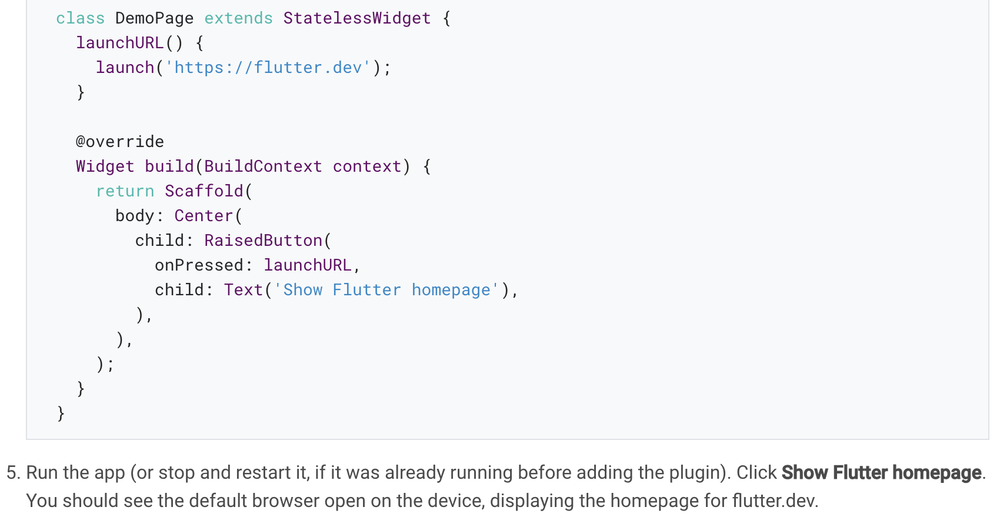 class DemoPage extends StatelessWidget {
  launchURL() {
    launch('https://flutter.dev');
  }

  @override
  Widget build(BuildContext context) {
    return Scaffold(
      body: Center(
        child: RaisedButton(
          onPressed: launchURL,
          child: Text('Show Flutter homepage'),
        ),
      ),
    );
  }
}
5. Run the app (or stop and restart it, if it was already running before adding the plugin). Click Show Flutter homepage.
You should see the default browser open on the device, displaying the homepage for flutter.dev.